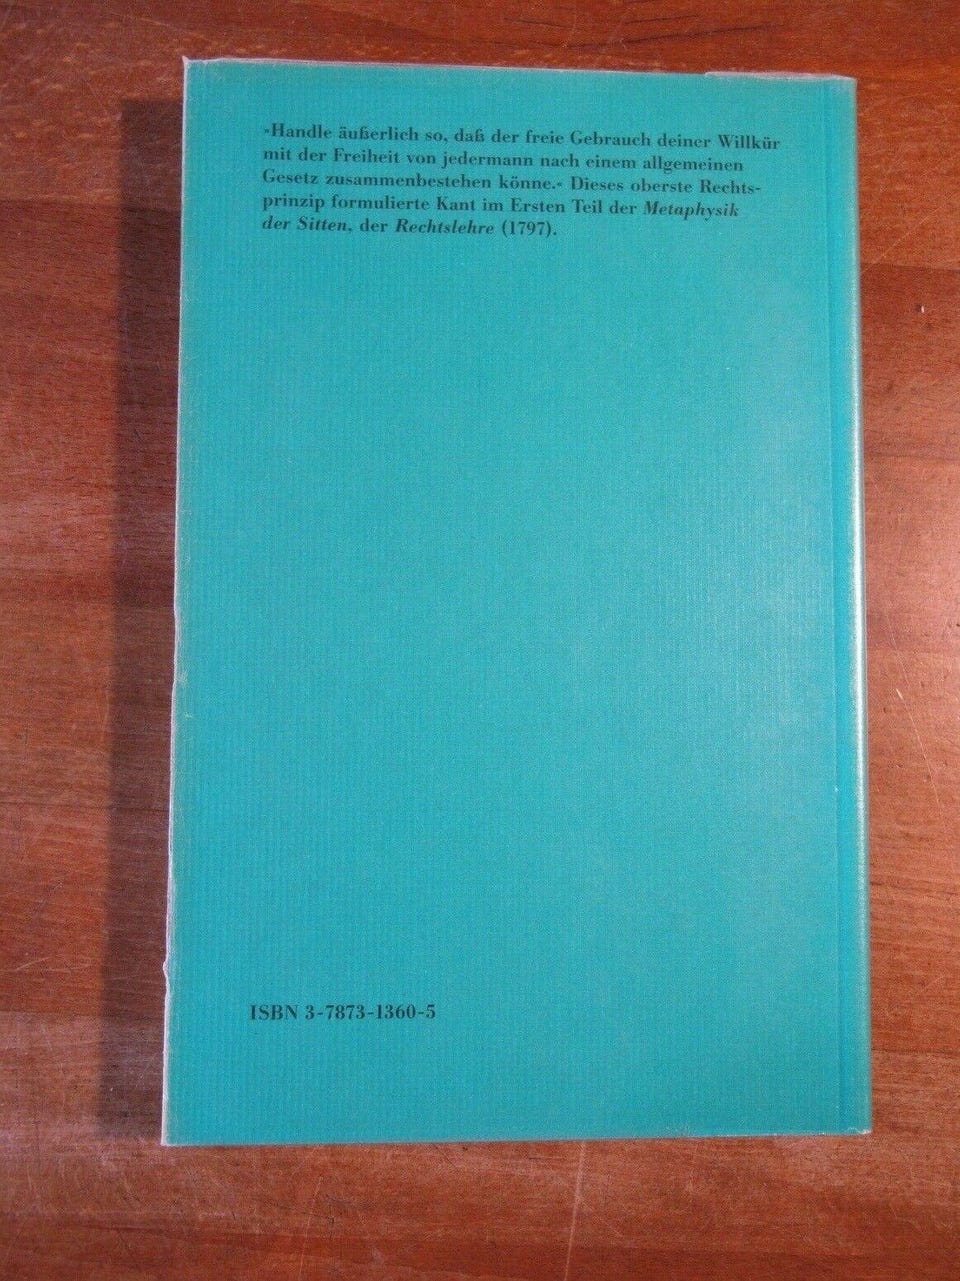 »Handle äußerlich so, daß der freie Gebrauch deiner Willkür
mit der Freiheit von jedermann nach einem allgemeinen
Gesetz zusammenbestehen könne.« Dieses oberste Rechts-
prinzip formulierte Kant im Ersten Teil der Metaphysik
der Sitten, der Rechtslehre (1797).
ISBN 3-7873-1360-5